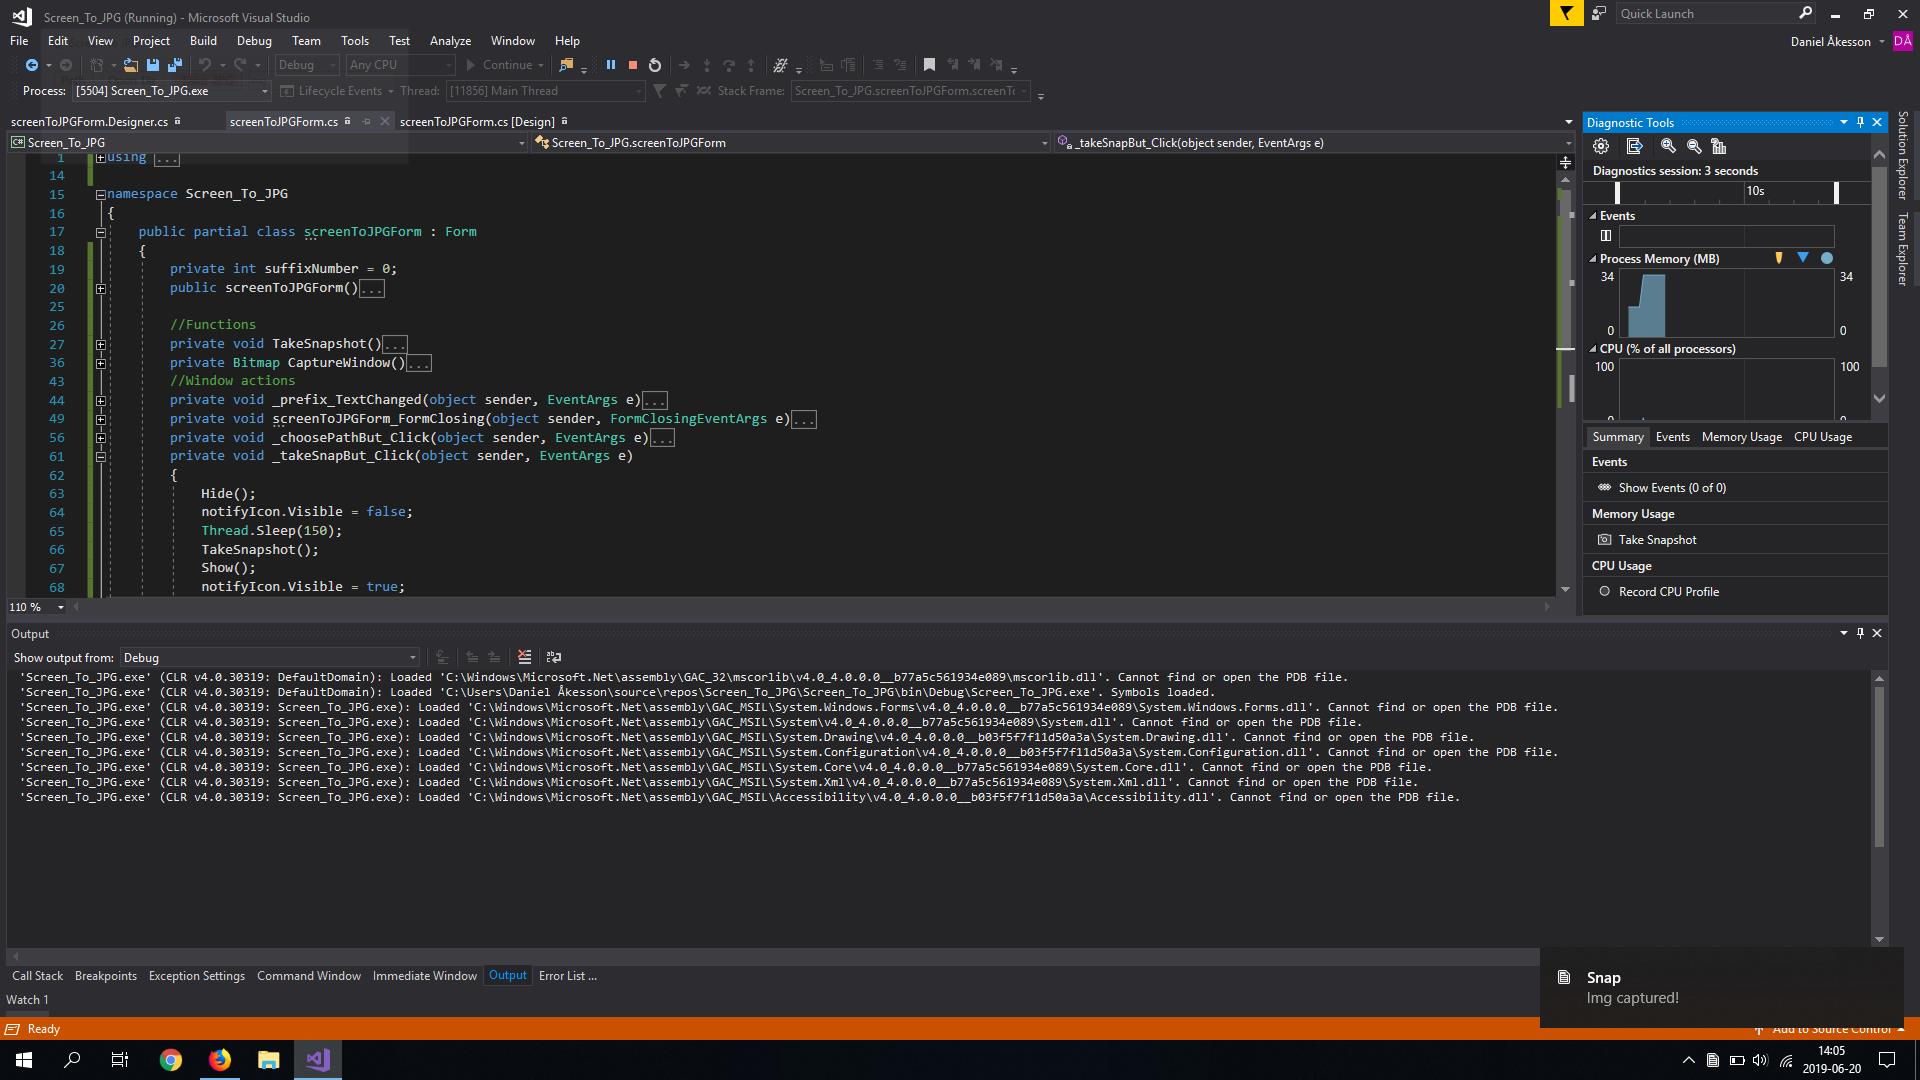 Screen_To_JPG (Running) - Microsoft Visual Studio
Quick Launch
File Edit View Project Build Debug Team Tools Test Analyze Window Help
Daniel Åkesson DÅ
Debug Any CPU Continue
Process: [5504] Screen_To_JPG.exe Lifecycle Events Thread: [11856] Main Thread Stack Frame: Screen_To_JPG.screenToJPGForm.screenTo
screenToJPGForm.Designer.cs screenToJPGForm.cs screenToJPGForm.cs [Design]
C# Screen_To_JPG Screen_To_JPG.screenToJPGForm _takeSnapBut_Click(object sender, EventArgs e)
1 using ...
14
15 namespace Screen_To_JPG
16 {
17 public partial class screenToJPGForm : Form
18 {
19 private int suffixNumber = 0;
20 public screenToJPGForm()...
25
26 //Functions
27 private void TakeSnapshot()...
36 private Bitmap CaptureWindow()...
43 //Window actions
44 private void _prefix_TextChanged(object sender, EventArgs e)...
49 private void screenToJPGForm_FormClosing(object sender, FormClosingEventArgs e)...
56 private void _choosePathBut_Click(object sender, EventArgs e)...
61 private void _takeSnapBut_Click(object sender, EventArgs e)
62 {
63 Hide();
64 notifyIcon.Visible = false;
65 Thread.Sleep(150);
66 TakeSnapshot();
67 Show();
68 notifyIcon.Visible = true;
110 %
Diagnostic Tools
Diagnostics session: 3 seconds
10s
Events
Process Memory (MB)
34 34
0 0
CPU (% of all processors)
100 100
0 0
Summary Events Memory Usage CPU Usage
Events
Show Events (0 of 0)
Memory Usage
Take Snapshot
CPU Usage
Record CPU Profile
Solution Explorer
Team Explorer
Output
Show output from: Debug
'Screen_To_JPG.exe' (CLR v4.0.30319: DefaultDomain): Loaded 'C:\Windows\Microsoft.Net\assembly\GAC_32\mscorlib\v4.0_4.0.0.0__b77a5c561934e089\mscorlib.dll'. Cannot find or open the PDB file.
'Screen_To_JPG.exe' (CLR v4.0.30319: DefaultDomain): Loaded 'C:\Users\Daniel Åkesson\source\repos\Screen_To_JPG\Screen_To_JPG\bin\Debug\Screen_To_JPG.exe'. Symbols loaded.
'Screen_To_JPG.exe' (CLR v4.0.30319: Screen_To_JPG.exe): Loaded 'C:\Windows\Microsoft.Net\assembly\GAC_MSIL\System.Windows.Forms\v4.0_4.0.0.0__b77a5c561934e089\System.Windows.Forms.dll'. Cannot find or open the PDB file.
'Screen_To_JPG.exe' (CLR v4.0.30319: Screen_To_JPG.exe): Loaded 'C:\Windows\Microsoft.Net\assembly\GAC_MSIL\System\v4.0_4.0.0.0__b77a5c561934e089\System.dll'. Cannot find or open the PDB file.
'Screen_To_JPG.exe' (CLR v4.0.30319: Screen_To_JPG.exe): Loaded 'C:\Windows\Microsoft.Net\assembly\GAC_MSIL\System.Drawing\v4.0_4.0.0.0__b03f5f7f11d50a3a\System.Drawing.dll'. Cannot find or open the PDB file.
'Screen_To_JPG.exe' (CLR v4.0.30319: Screen_To_JPG.exe): Loaded 'C:\Windows\Microsoft.Net\assembly\GAC_MSIL\System.Configuration\v4.0_4.0.0.0__b03f5f7f11d50a3a\System.Configuration.dll'. Cannot find or open the PDB file.
'Screen_To_JPG.exe' (CLR v4.0.30319: Screen_To_JPG.exe): Loaded 'C:\Windows\Microsoft.Net\assembly\GAC_MSIL\System.Core\v4.0_4.0.0.0__b77a5c561934e089\System.Core.dll'. Cannot find or open the PDB file.
'Screen_To_JPG.exe' (CLR v4.0.30319: Screen_To_JPG.exe): Loaded 'C:\Windows\Microsoft.Net\assembly\GAC_MSIL\System.Xml\v4.0_4.0.0.0__b77a5c561934e089\System.Xml.dll'. Cannot find or open the PDB file.
'Screen_To_JPG.exe' (CLR v4.0.30319: Screen_To_JPG.exe): Loaded 'C:\Windows\Microsoft.Net\assembly\GAC_MSIL\Accessibility\v4.0_4.0.0.0__b03f5f7f11d50a3a\Accessibility.dll'. Cannot find or open the PDB file.
Call Stack Breakpoints Exception Settings Command Window Immediate Window Output Error List ...
Snap
Img captured!
Watch 1
Ready
Add to Source Control
14:05
2019-06-20